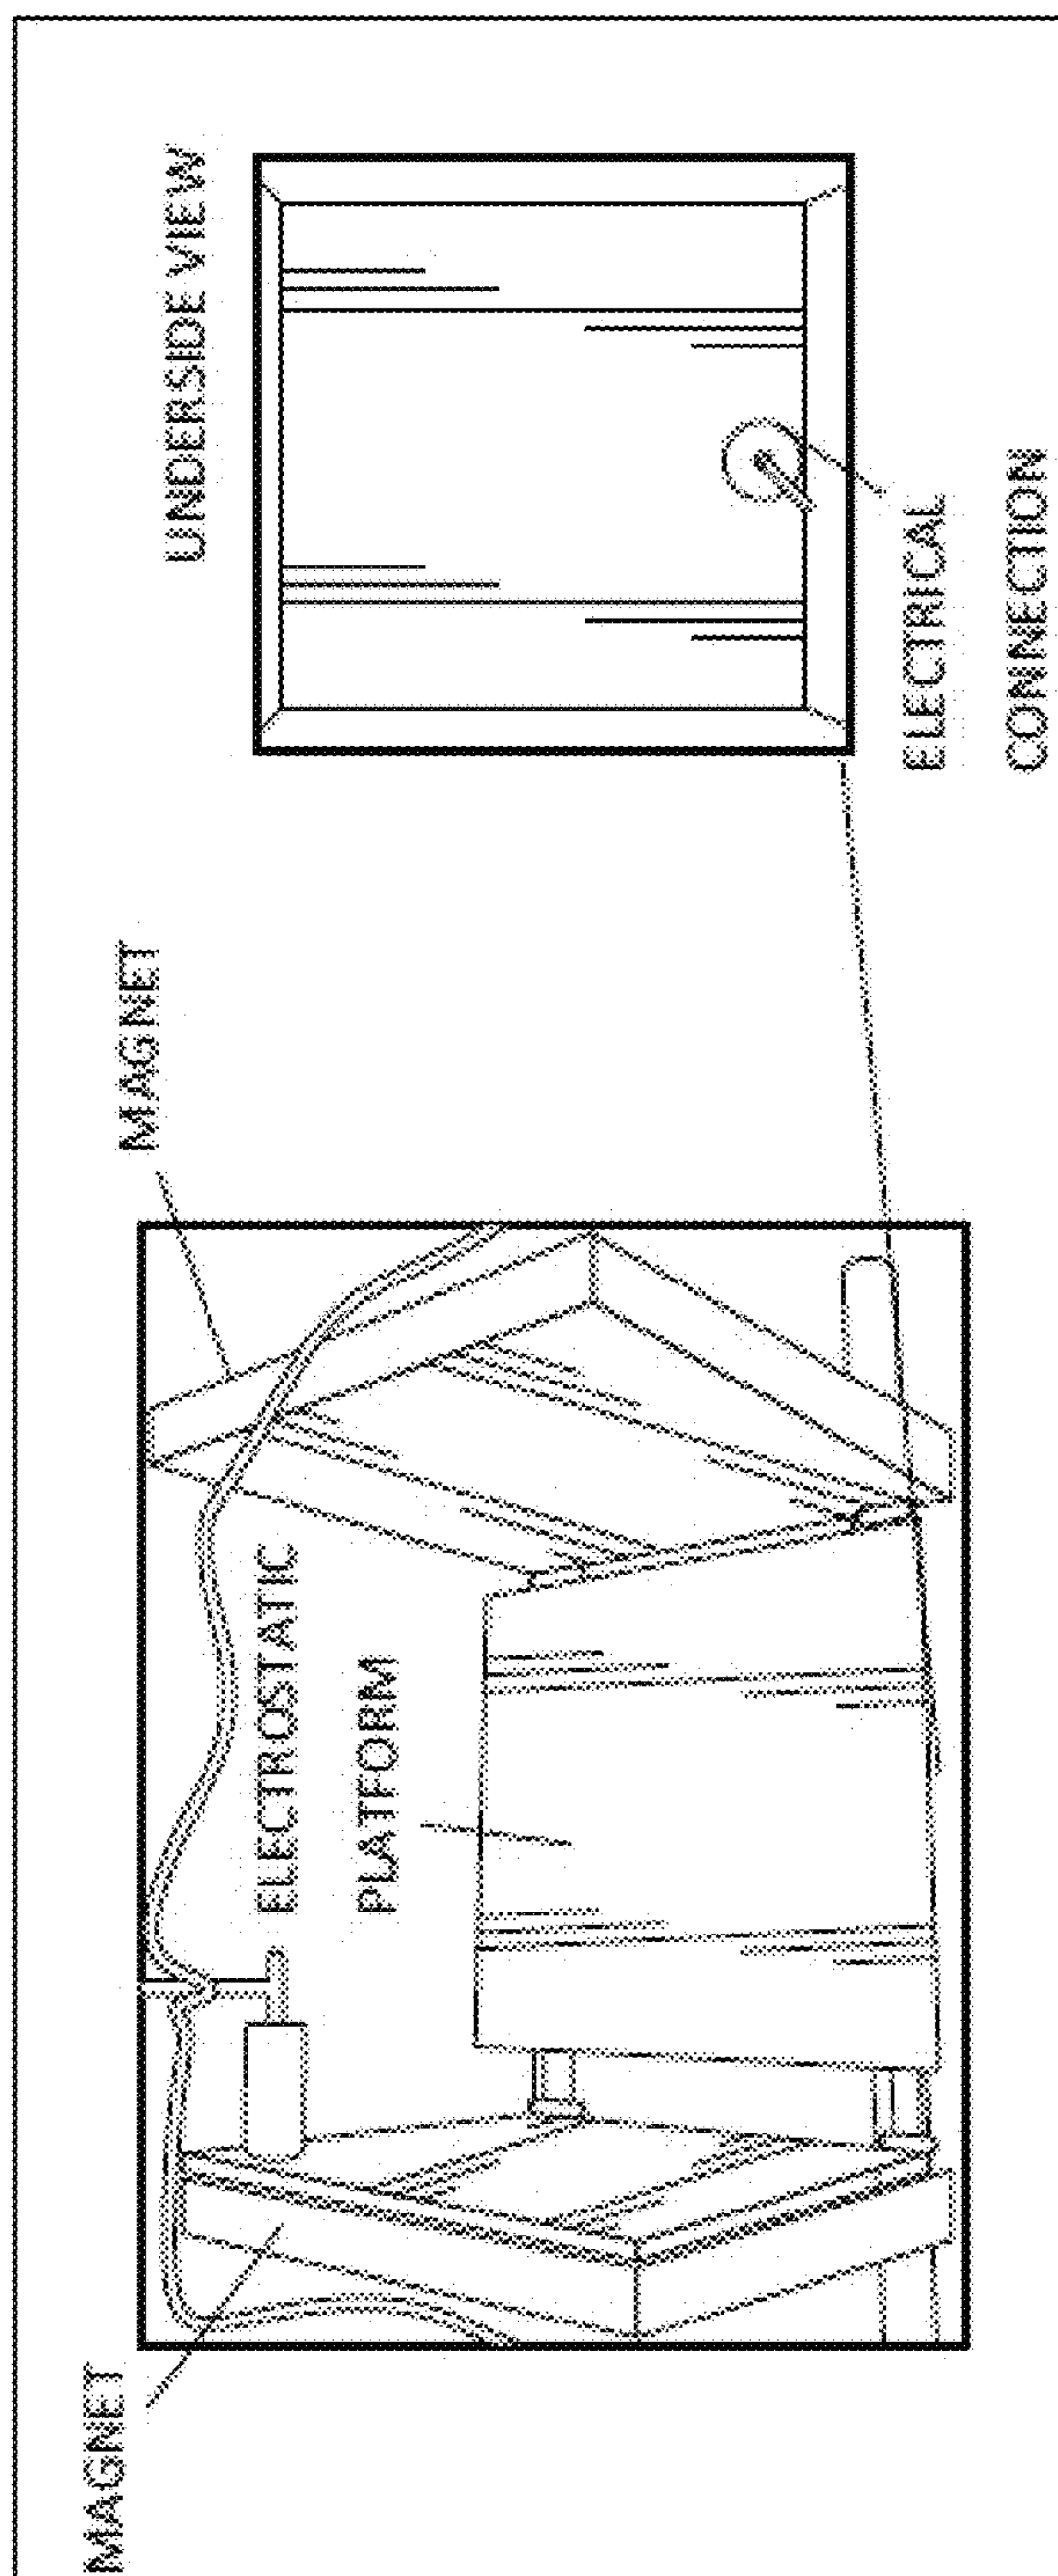 MAGNET
ELECTROSTATIC
PLATFORM
MAGNET
UNDERSIDE VIEW
ELECTRICAL
CONNECTION